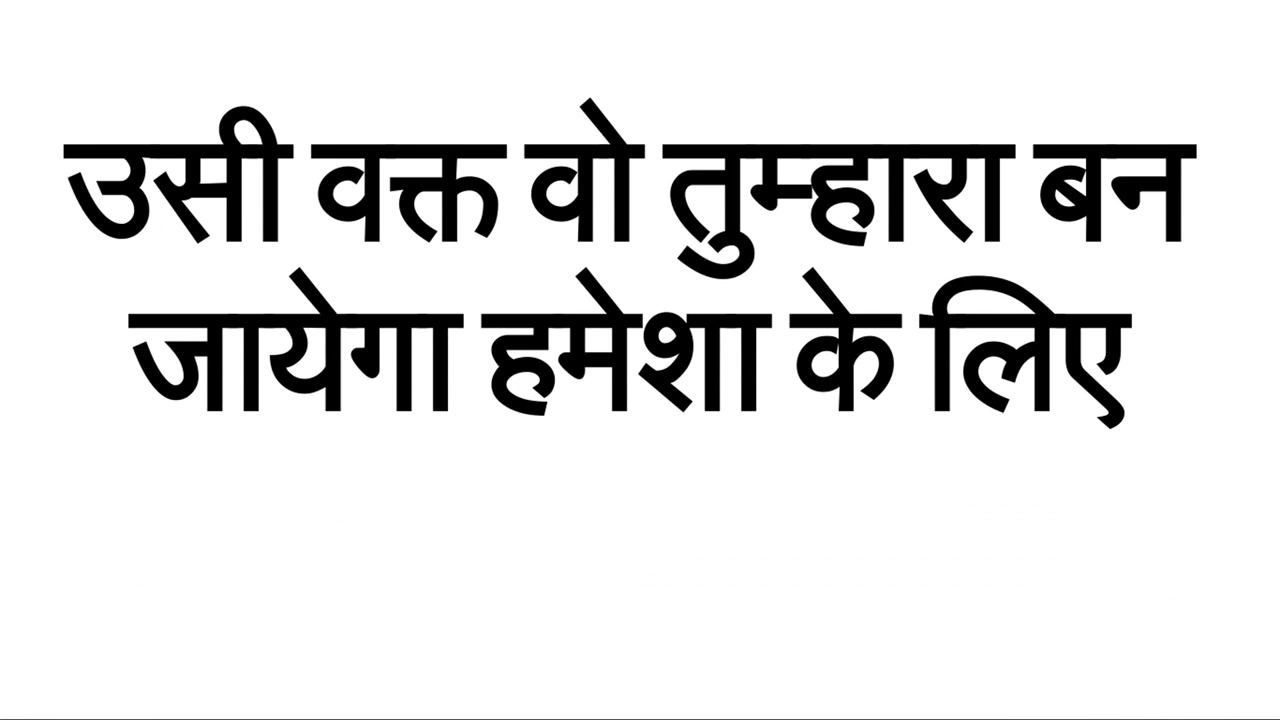 उसी वक्त वो तुम्हारा बन
जायेगा हमेशा के लिए